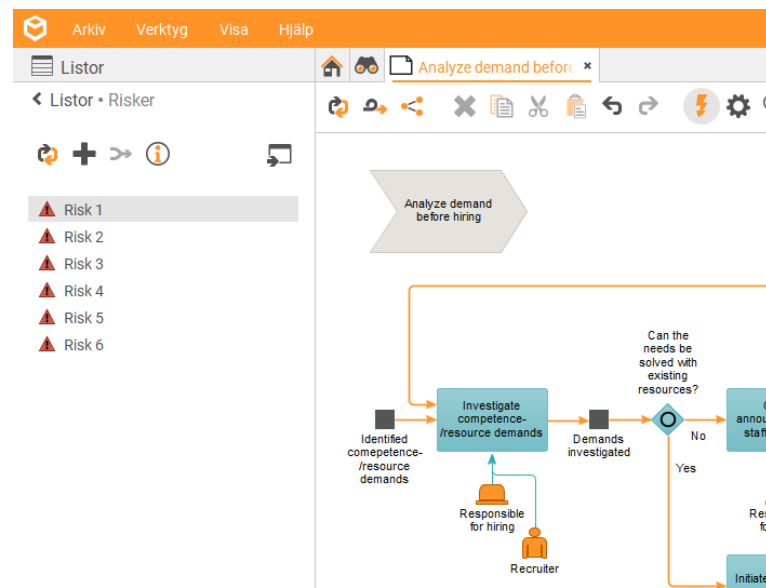 Arkiv Verktyg Visa Hjälp
Listor
Analyze demand before
Listor • Risker
Risk 1
Risk 2
Risk 3
Risk 4
Risk 5
Risk 6
Analyze demand
before hiring
Can the
needs be
solved with
existing
resources?
Investigate
competence-
/resource demands
Identified
comepetence-
/resource
demands
Demands
investigated
No
Yes
Responsible
for hiring
Recruiter
Initiate